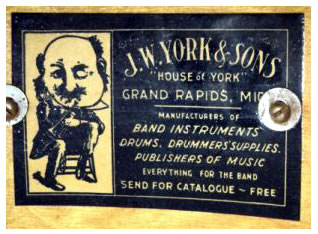 J.W. YORK & SONS
"HOUSE of YORK"
GRAND RAPIDS,
MANUFACTURERS OF
BAND INSTRUMENTS
DRUMS, DRUMMERS' SUPPLIES.
PUBLISHERS OF MUSIC
EVERYTHING FOR THE BAND
SEND FOR CATALOGUE ~ FREE